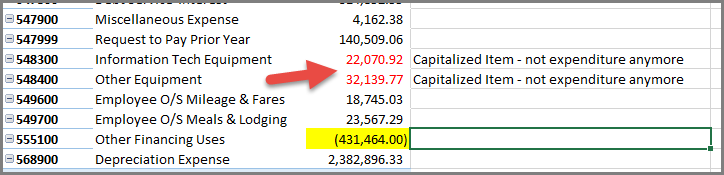 547900 Miscellaneous Expense 4,162.38
547999 Request to Pay Prior Year 140,509.06
548300 Information Tech Equipment 22,070.92 Capitalized Item - not expenditure anymore
548400 Other Equipment 32,139.77 Capitalized Item - not expenditure anymore
549600 Employee O/S Mileage & Fares 18,745.03
549700 Employee O/S Meals & Lodging 23,567.29
555100 Other Financing Uses (431,464.00)
568900 Depreciation Expense 2,382,896.33